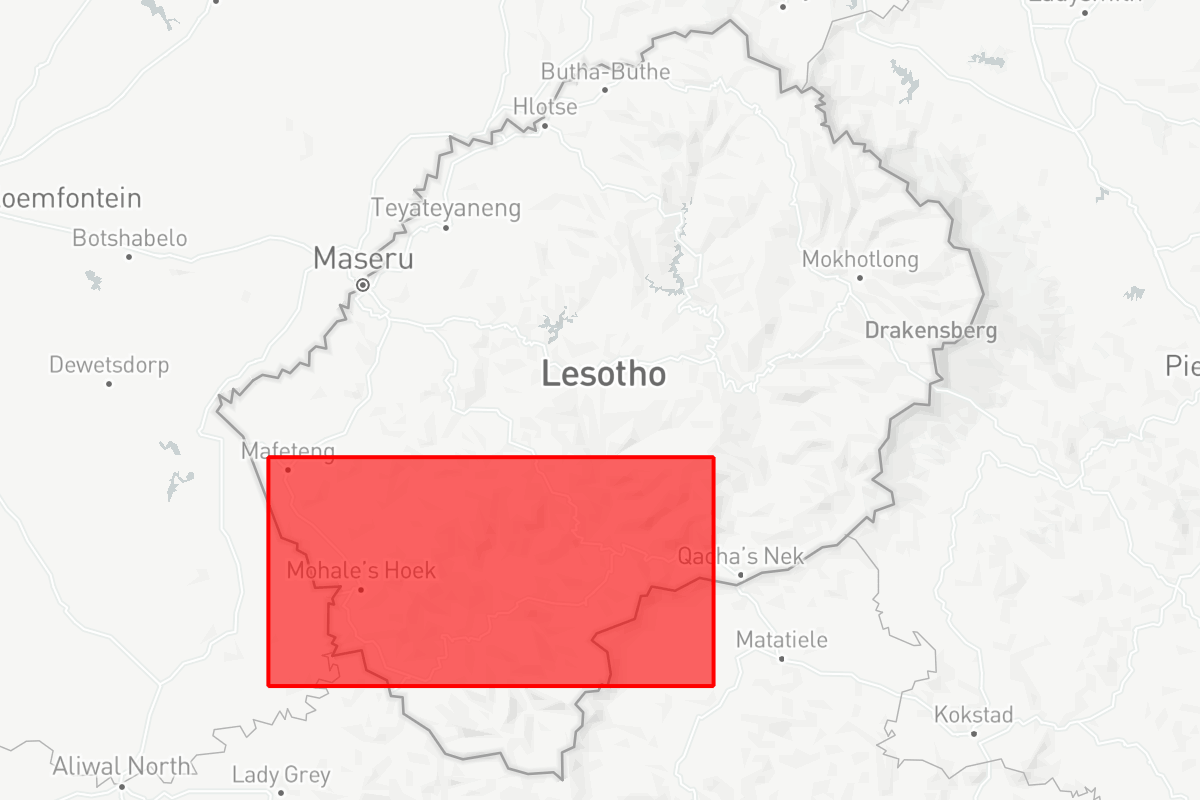 Butha-Buthe
Hlotse
oemfontein
Teyateyaneng
Botshabelo
Maseru
Mokhotlong
Drakensberg
Dewetsdorp
Lesotho
Pie
Mafeteng
Qacha's Nek
Mohale's Hoek
Matatiele
Kokstad
Aliwal North
Lady Grey